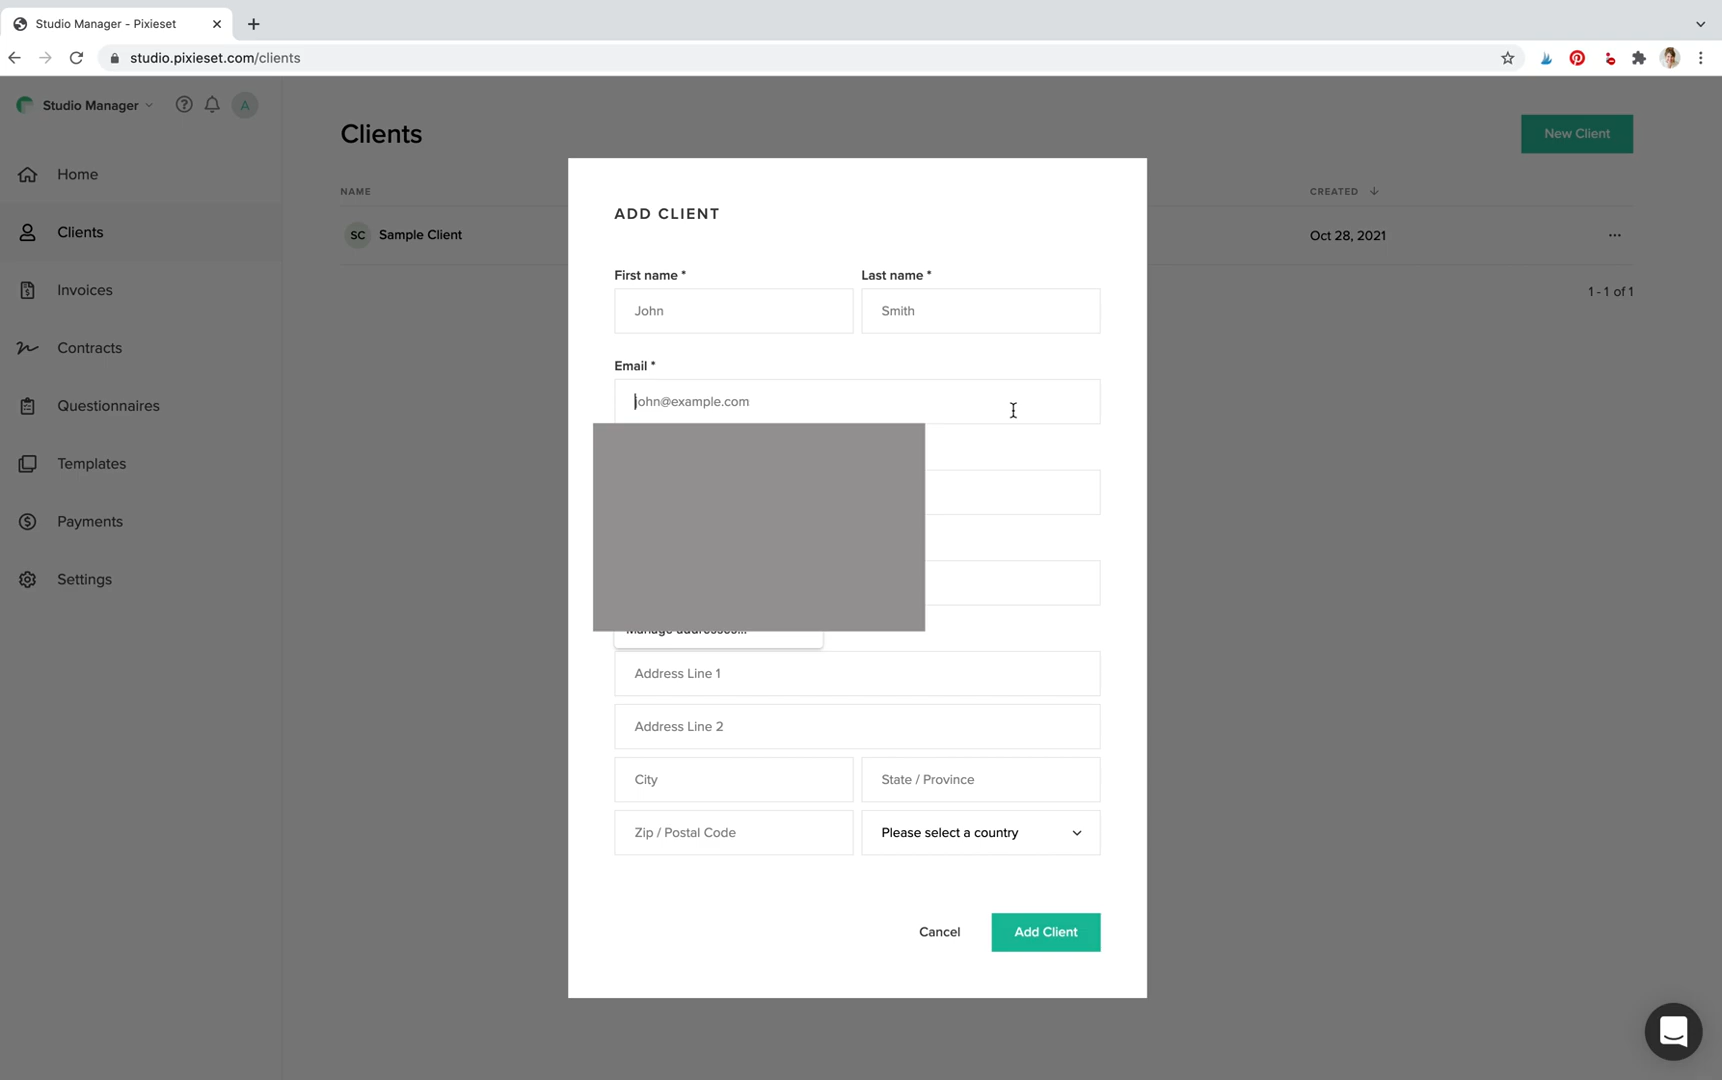 Studio Manager - Pixieset
studio.pixieset.com/clients
Studio Manager
A
Home
Clients
Invoices
Contracts
Questionnaires
Templates
Payments
Settings
Clients
New Client
NAME
CREATED
SC Sample Client
Oct 28, 2021
1 - 1 of 1
ADD CLIENT
First name *
Last name *
John
Smith
Email *
john@example.com
Manage addresses...
Address Line 1
Address Line 2
City
State / Province
Zip / Postal Code
Please select a country
Cancel
Add Client